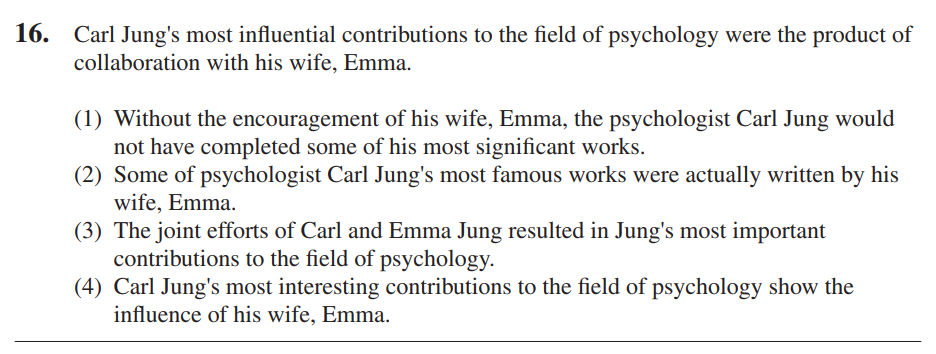 16. Carl Jung's most influential contributions to the field of psychology were the product of
collaboration with his wife, Emma.
(1) Without the encouragement of his wife, Emma, the psychologist Carl Jung would
not have completed some of his most significant works.
(2) Some of psychologist Carl Jung's most famous works were actually written by his
wife, Emma.
(3) The joint efforts of Carl and Emma Jung resulted in Jung's most important
contributions to the field of psychology.
(4) Carl Jung's most interesting contributions to the field of psychology show the
influence of his wife, Emma.